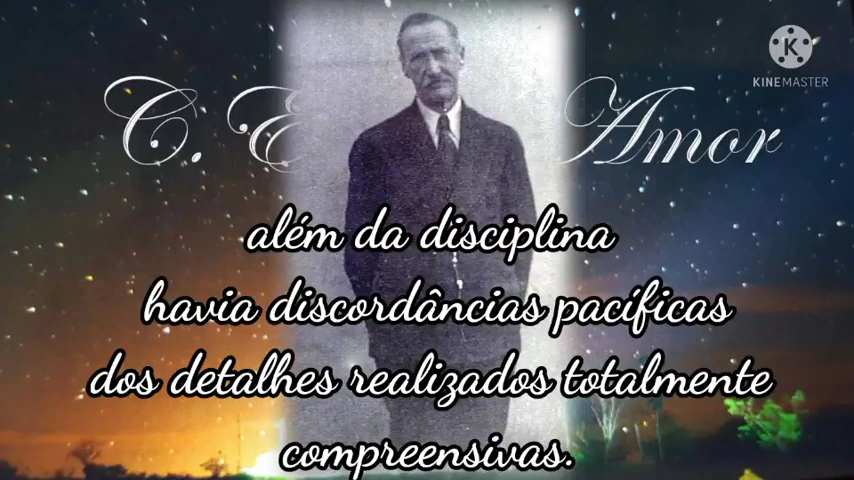 KINEMASTER
C. E Amor
além da disciplina
havia discordâncias pacíficas
dos detalhes realizados totalmente
compreensivas.